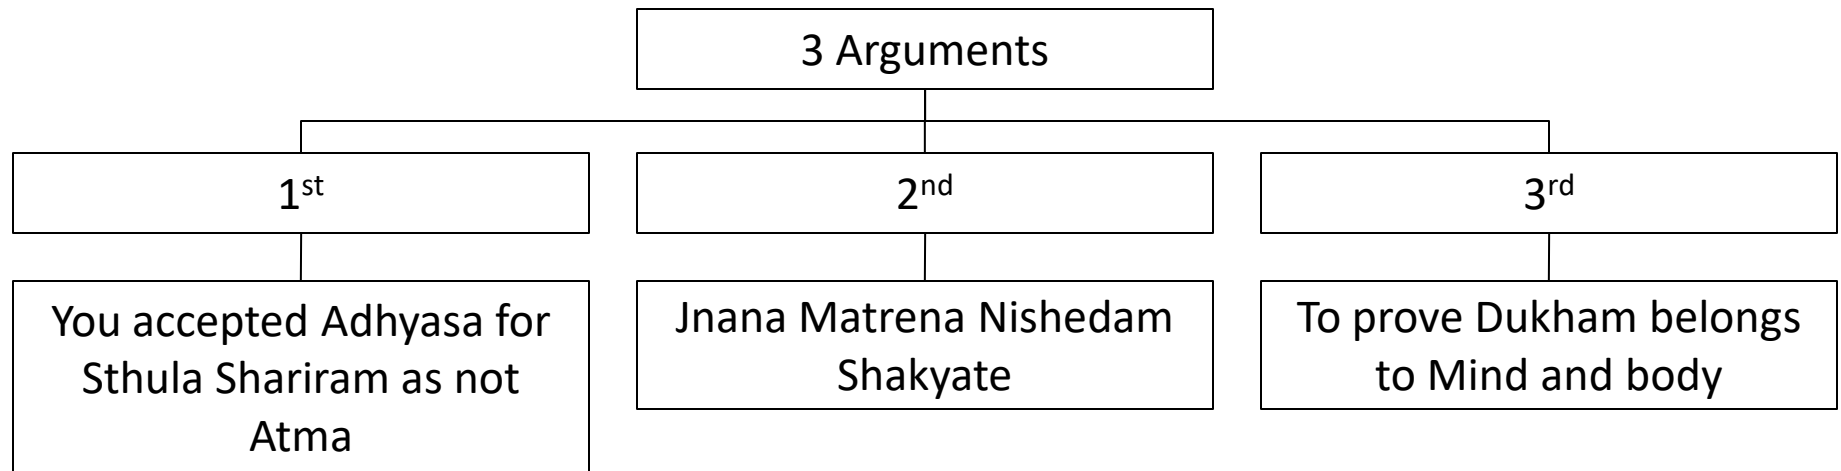 3 Arguments
1st
2nd
3rd
You accepted Adhyasa for
Sthula Shariram as not
Atma
Jnana Matrena Nishedam
Shakyate
To prove Dukham belongs
to Mind and body